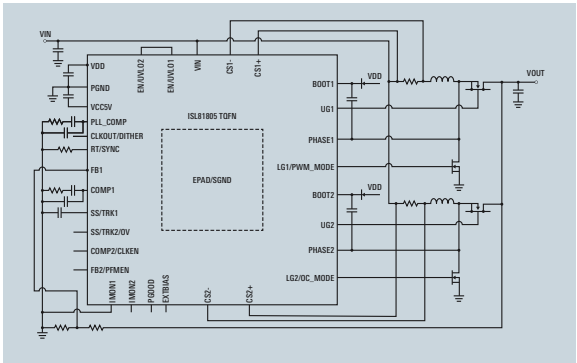 VIN
VOUT
EN/UVLO2
EN/UVLO1
VIN
CS1-
CS1+
VDD
PGND
VCC5V
PLL_COMP
CLKOUT/DITHER
RT/SYNC
FB1
COMP1
SS/TRK1
SS/TRK2/OV
COMP2/CLKEN
FB2/PFMEN
ISL81805 TQFN
EPAD/SGND
BOOT1
VDD
UG1
PHASE1
LG1/PWM_MODE
BOOT2
VDD
UG2
PHASE2
LG2/OC_MODE
IMON1
IMON2
PGOOD
EXTBIAS
CS2-
CS2+